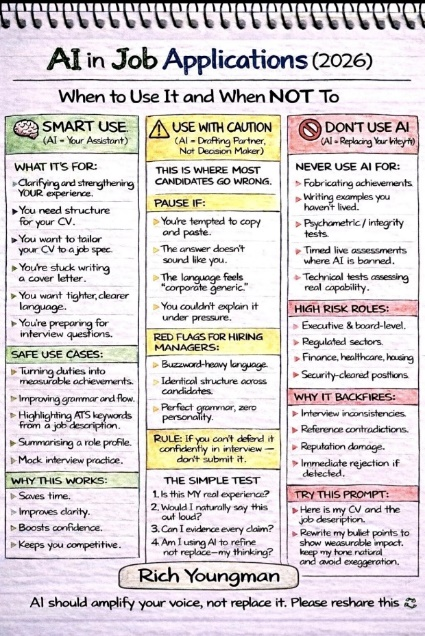 AI in Job Applications (2026)
When to Use It and When NOT To
SMART USE
(AI = Your Assistant)
WHAT IT'S FOR:
Clarifying and strengthening
YOUR experience.
You need structure
for your CV.
You want to tailor
your CV to a job spec.
You're stuck writing
a cover letter.
You want tighter, clearer
language.
You're preparing for
interview questions.
SAFE USE CASES:
Turning duties into
measurable achievements.
Improving grammar and flow.
Highlighting ATS keywords
from a job description.
Summarising a role profile.
Mock interview practice.
WHY THIS WORKS:
Saves time.
Improves clarity.
Boosts confidence.
Keeps you competitive.
USE WITH CAUTION
(AI = Drafting Partner,
Not Decision Maker)
THIS IS WHERE MOST
CANDIDATES GO WRONG.
PAUSE IF:
You're tempted to copy
and paste.
The answer doesn't
sound like you.
The language feels
"corporate generic."
You couldn't explain it
under pressure.
RED FLAGS FOR HIRING
MANAGERS:
Buzzword-heavy language.
Identical structure across
candidates.
Perfect grammar, zero
personality.
RULE: If you can't defend it
confidently in interview —
don't submit it.
THE SIMPLE TEST
1. Is this MY real experience?
2. Would I naturally say this
out loud?
3. Can I evidence every claim?
4. Am I using AI to refine
not replace—my thinking?
DON'T USE AI
(AI = Replacing Your
NEVER USE AI FOR:
Fabricating achievements.
Writing examples you
haven't lived.
Psychometric / integrity
tests.
Timed live assessments
where AI is banned.
Technical tests assessing
real capability.
HIGH RISK ROLES:
Executive & board-level.
Regulated sectors.
Finance, healthcare, housing
Security-cleared positions.
WHY IT BACKFIRES:
Interview inconsistencies.
Reference contradictions.
Reputation damage.
Immediate rejection if
detected.
TRY THIS PROMPT:
Here is my CV and the
job description.
Rewrite my bullet points to
show measurable impact.
keep my tone natural
and avoid exaggeration.
Rich Youngman
AI should amplify your voice, not replace it. Please reshare this